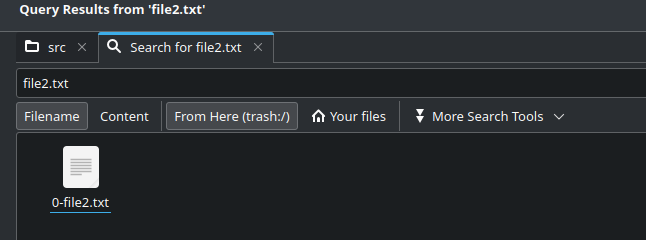 Query Results from 'file2.txt'
src
Search for file2.txt
file2.txt
Filename Content From Here (trash:/) Your files More Search Tools
0-file2.txt